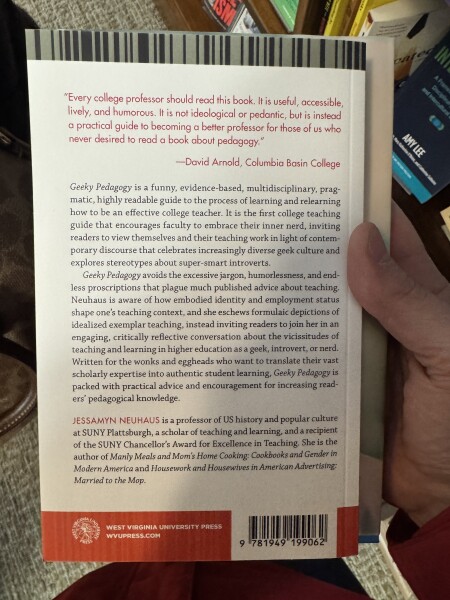 “Every college professor should read this book. It is useful, accessible,
lively, and humorous. It is not ideological or pedantic, but is instead
a practical guide to becoming a better professor for those of us who
never desired to read a book about pedagogy.”
—David Arnold, Columbia Basin College
Geeky Pedagogy is a funny, evidence-based, multidisciplinary, prag-
matic, highly readable guide to the process of learning and relearning
how to be an effective college teacher. It is the first college teaching
guide that encourages faculty to embrace their inner nerd, inviting
readers to view themselves and their teaching work in light of contem-
porary discourse that celebrates increasingly diverse geek culture and
explores stereotypes about super-smart introverts.
Geeky Pedagogy avoids the excessive jargon, humorlessness, and end-
less proscriptions that plague much published advice about teaching.
Neuhaus is aware of how embodied identity and employment status
shape one’s teaching context, and she eschews formulaic depictions of
idealized exemplar teaching, instead inviting readers to join her in an
engaging, critically reflective conversation about the vicissitudes of
teaching and learning in higher education as a geek, introvert, or nerd.
Written for the wonks and eggheads who want to translate their vast
scholarly expertise into authentic student learning, Geeky Pedagogy is
packed with practical advice and encouragement for increasing read-
ers’ pedagogical knowledge.
JESSAMYN NEUHAUS is a professor of US history and popular culture
at SUNY Plattsburgh, a scholar of teaching and learning, and a recipient
of the SUNY Chancellor’s Award for Excellence in Teaching. She is the
author of Manly Meals and Mom’s Home Cooking: Cookbooks and Gender in
Modern America and Housework and Housewives in American Advertising:
Married to the Mop.
WEST VIRGINIA UNIVERSITY PRESS
WVUPRESS.COM
9 781949 199062
AMY LEE